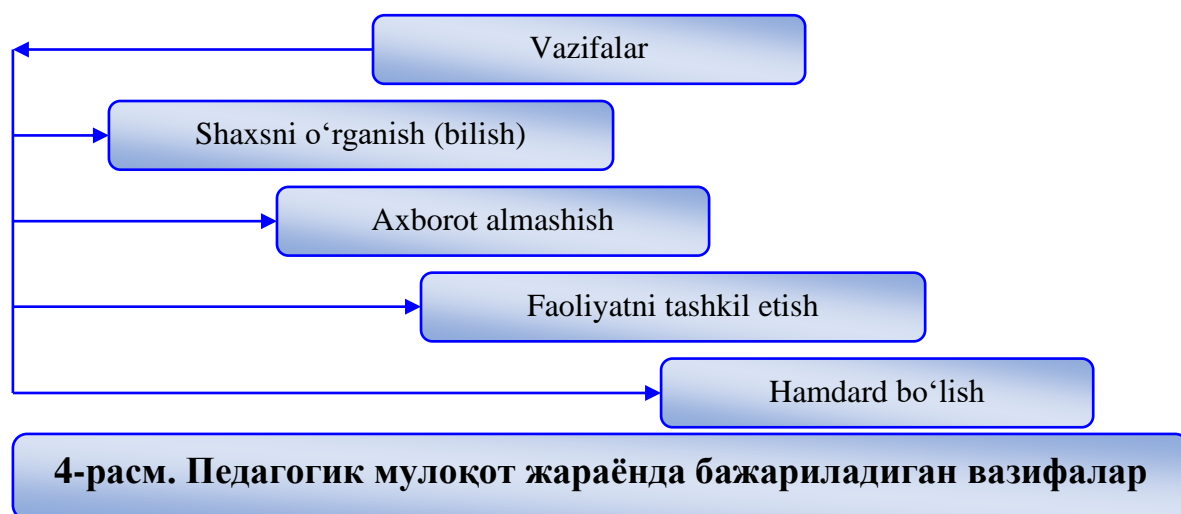 Vazifalar
Shaxsni o‘rganish (bilish)
Axborot almashish
Faoliyatni tashkil etish
Hamdard bo‘lish
4-расм. Педагогик мулоқот жараёнда бажариладиган вазифалар